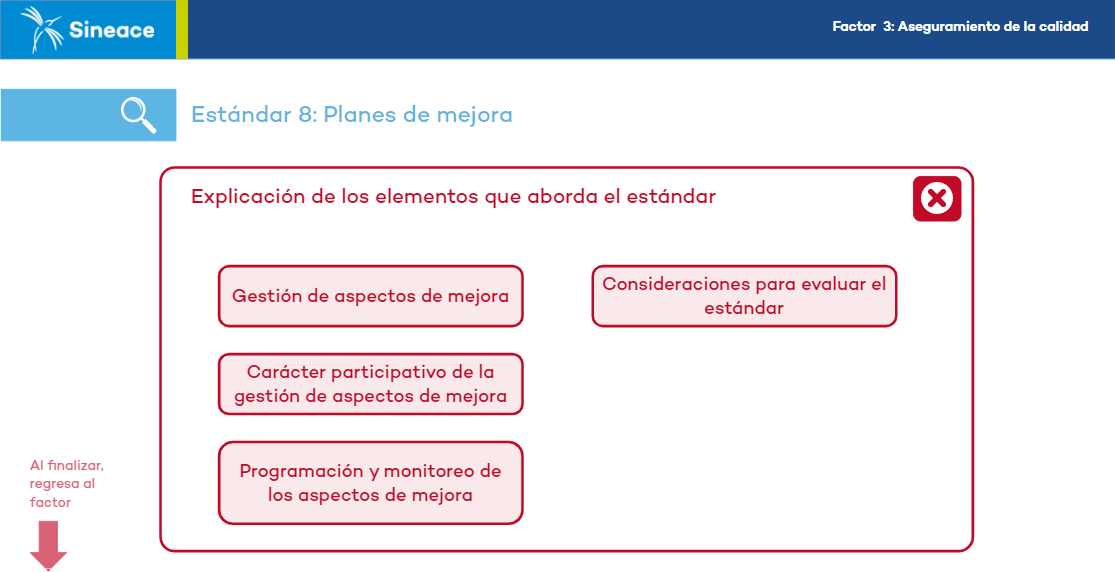 Sineace
Factor 3: Aseguramiento de la calidad
Estándar 8: Planes de mejora
Explicación de los elementos que aborda el estándar
Gestión de aspectos de mejora
Consideraciones para evaluar el
estándar
Carácter participativo de la
gestión de aspectos de mejora
Programación y monitoreo de
los aspectos de mejora
Al finalizar,
regresa al
factor